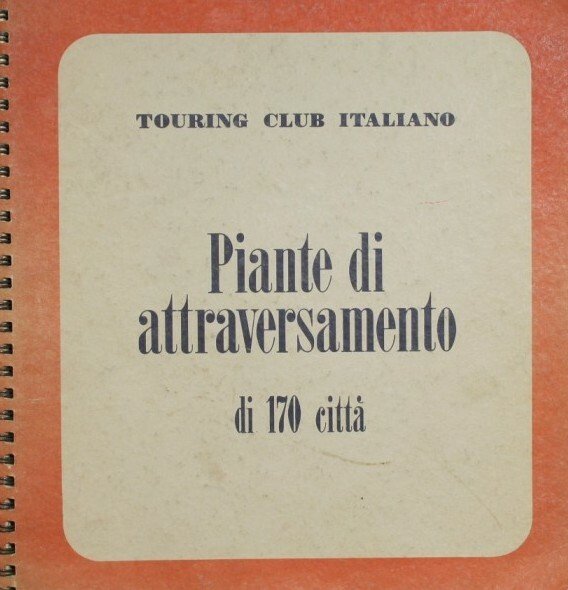 TOURING CLUB ITALIANO
Piante di
attraversamento
di 170 città